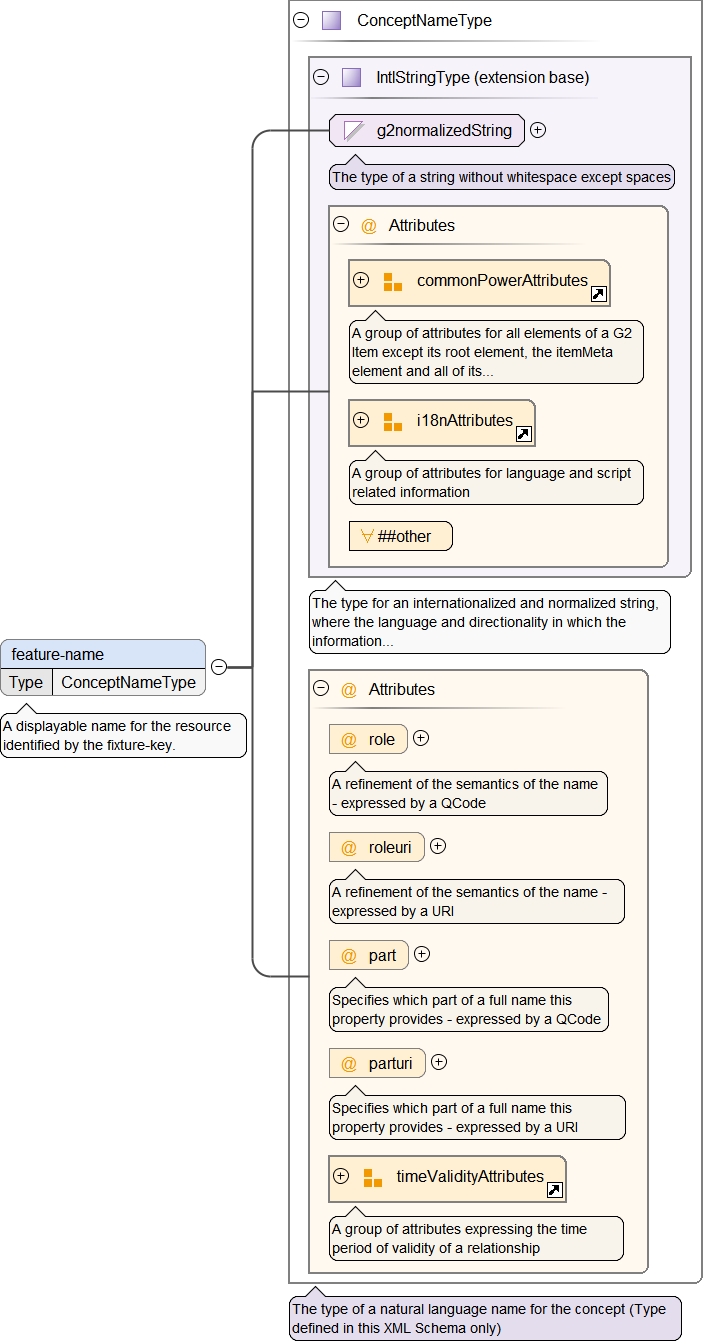 ConceptNameType
IntlStringType (extension base)
g2normalizedString
The type of a string without whitespace except spaces
@ Attributes
commonPowerAttributes
A group of attributes for all elements of a G2
Item except its root element, the itemMeta
element and all of its...
i18nAttributes
A group of attributes for language and script
related information
##other
The type for an internationalized and normalized string,
where the language and directionality in which the
information...
feature-name
Type ConceptNameType
A displayable name for the resource
identified by the fixture-key.
@ Attributes
@ role
A refinement of the semantics of the name
- expressed by a QCode
@ roleuri
A refinement of the semantics of the name -
expressed by a URI
@ part
Specifies which part of a full name this
property provides - expressed by a QCode
@ parturi
Specifies which part of a full name this
property provides - expressed by a URI
timeValidityAttributes
A group of attributes expressing the time
period of validity of a relationship
The type of a natural language name for the concept (Type
defined in this XML Schema only)